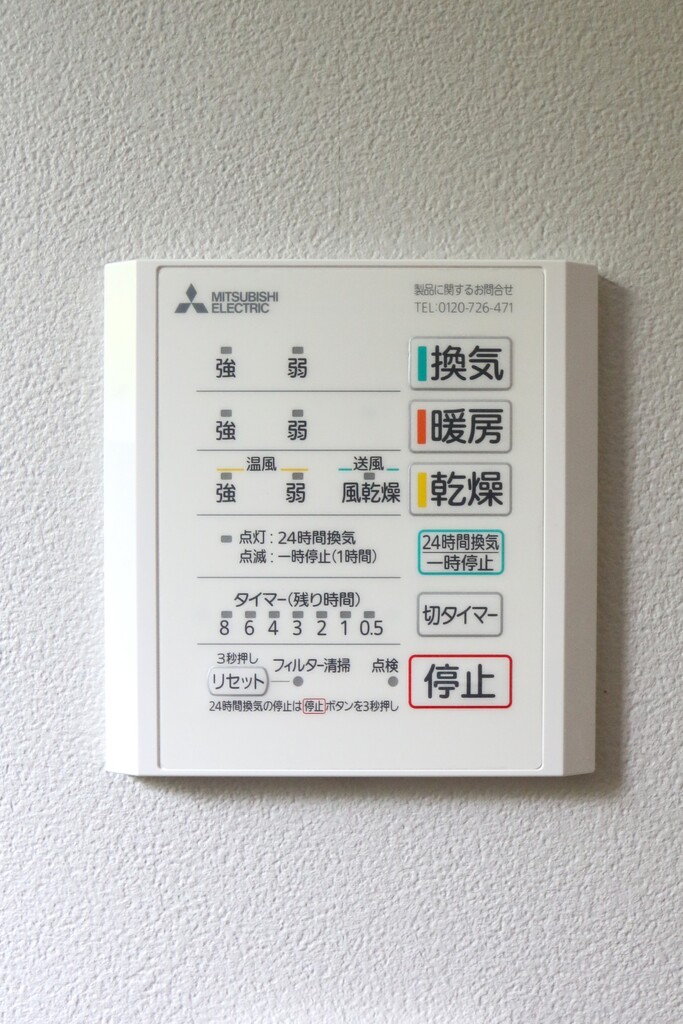 MITSUBISHI
ELECTRIC
製品に関するお問合せ
TEL:0120-726-471
強 弱 換気
強 弱 暖房
温風 送風
強 弱 風乾燥 乾燥
点灯:24時間換気
点滅:一時停止(1時間)
24時間換気
一時停止
タイマー(残り時間)
8 6 4 3 2 1 0.5
切タイマー
3秒押し
リセット フィルター清掃 点検
停止
24時間換気の停止は停止ボタンを3秒押し